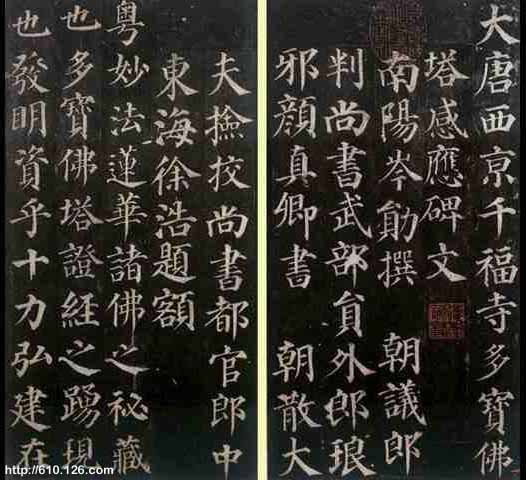 大唐西亰千福寺多寶佛
塔感應碑文
南陽岑勛撰 朝議郎
判尚書武部貟外郎琅
邪顏真卿書 朝散大
夫撿挍尚書都官郎中
東海徐浩題額
粵妙法蓮華諸佛之祕藏
也多寶佛塔證經之踴現
也發明資乎十力弘建在
http://610.126.com/